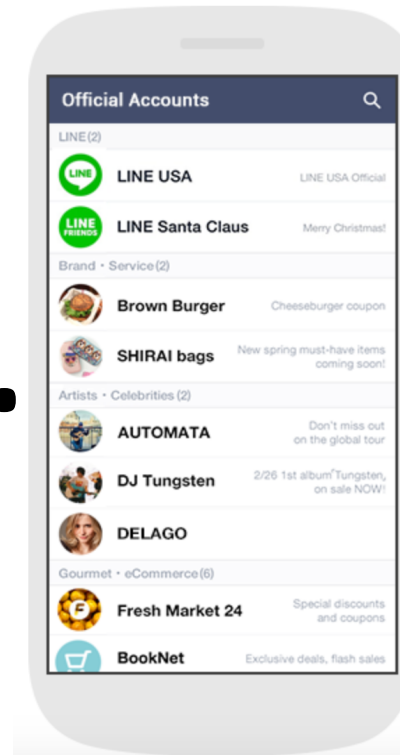 Official Accounts
LINE(2)
LINE
LINE USA
LINE USA Official
LINE
FRIENDS
LINE Santa Claus
Merry Christmas!
Brand・Service(2)
Brown Burger
Cheeseburger coupon
SHIRAI bags
New spring must-have items
coming soon!
Artists・Celebrities (2)
AUTOMATA
Don't miss out
on the global tour
DJ Tungsten
2/26 1st album｢Tungsten,
on sale NOW!
DELAGO
Gourmet・eCommerce(6)
F
Fresh Market 24
Special discounts
and coupons
BookNet
Exclusive deals, flash sales